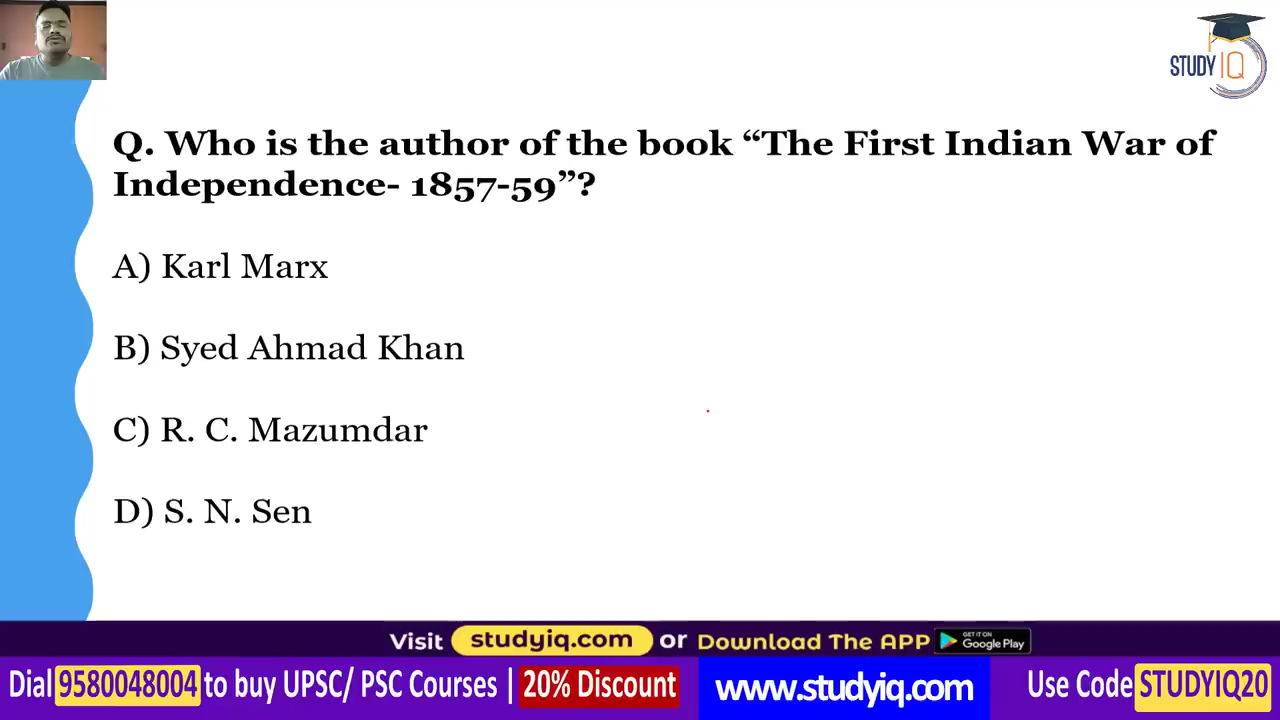 STUDY IQ
Q. Who is the author of the book “The First Indian War of
Independence- 1857-59”?
A) Karl Marx
B) Syed Ahmad Khan
C) R. C. Mazumdar
D) S. N. Sen
Visit studyiq.com or Download The APP GET IT ON Google Play
Dial 9580048004 to buy UPSC/ PSC Courses | 20% Discount www.studyiq.com Use Code STUDYIQ20